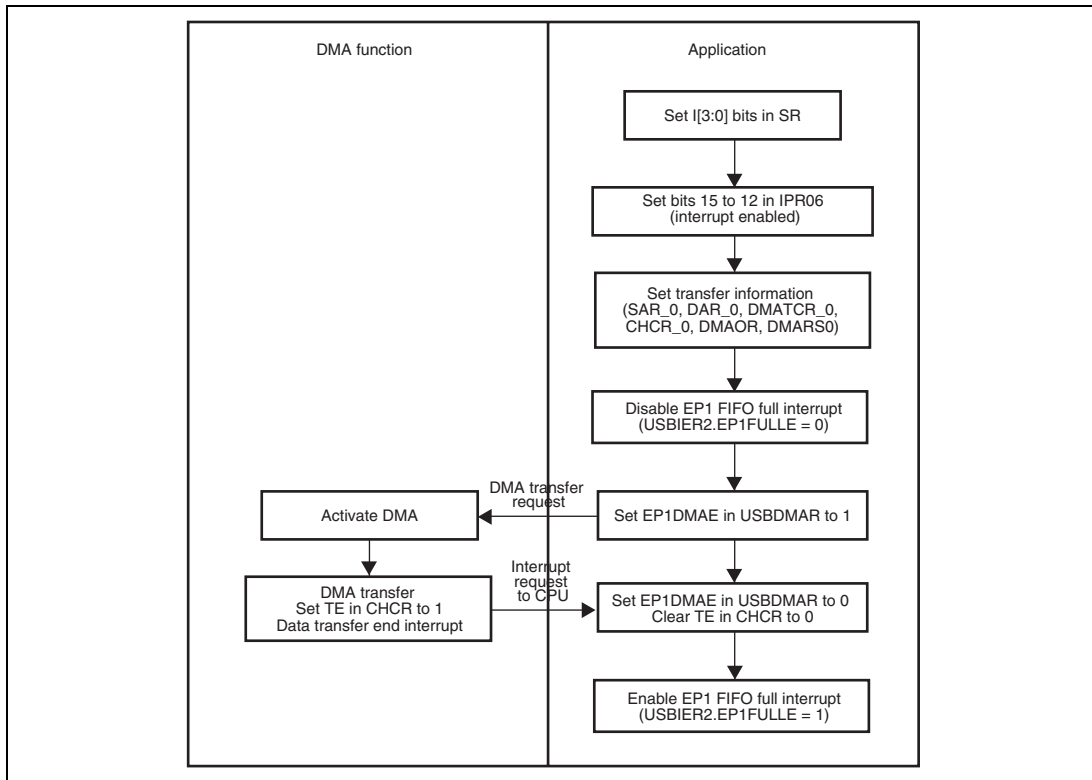 DMA function
Application
Set I[3:0] bits in SR
Set bits 15 to 12 in IPR06
(interrupt enabled)
Set transfer information
(SAR_0, DAR_0, DMATCR_0,
CHCR_0, DMAOR, DMARS0)
Disable EP1 FIFO full interrupt
(USBIER2.EP1FULLE = 0)
DMA transfer
request
Activate DMA
Set EP1DMAE in USBDMAR to 1
Interrupt
request
to CPU
DMA transfer
Set TE in CHCR to 1
Data transfer end interrupt
Set EP1DMAE in USBDMAR to 0
Clear TE in CHCR to 0
Enable EP1 FIFO full interrupt
(USBIER2.EP1FULLE = 1)